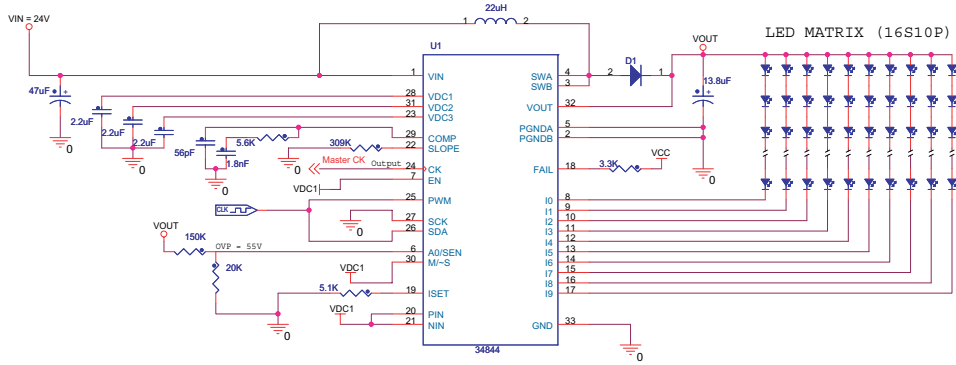 22uH
1 2
VIN = 24V
LED MATRIX (16S10P)
VOUT
U1
D1
2 1
47uF
13.8uF
1 VIN
28 VDC1
31 VDC2
23 VDC3
29 COMP
22 SLOPE
24 CK
7 EN
25 PWM
27 SCK
26 SDA
6 A0/SEN
30 M/~S
19 ISET
20 PIN
21 NIN
SWA 4
SWB 3
VOUT 32
PGNDA 5
PGNDB 2
FAIL 18
I0 8
I1 9
I2 10
I3 11
I4 12
I5 13
I6 14
I7 15
I8 16
I9 17
GND 33
34844
2.2uF
2.2uF
2.2uF
0
0
56pF
1.8nF
5.6K
0
309K
0
Master CK
Output
VDC1
CLK
0
VOUT
150K
OVP = 55V
20K
VDC1
5.1K
VDC1
0
0
3.3K
VCC
0
0